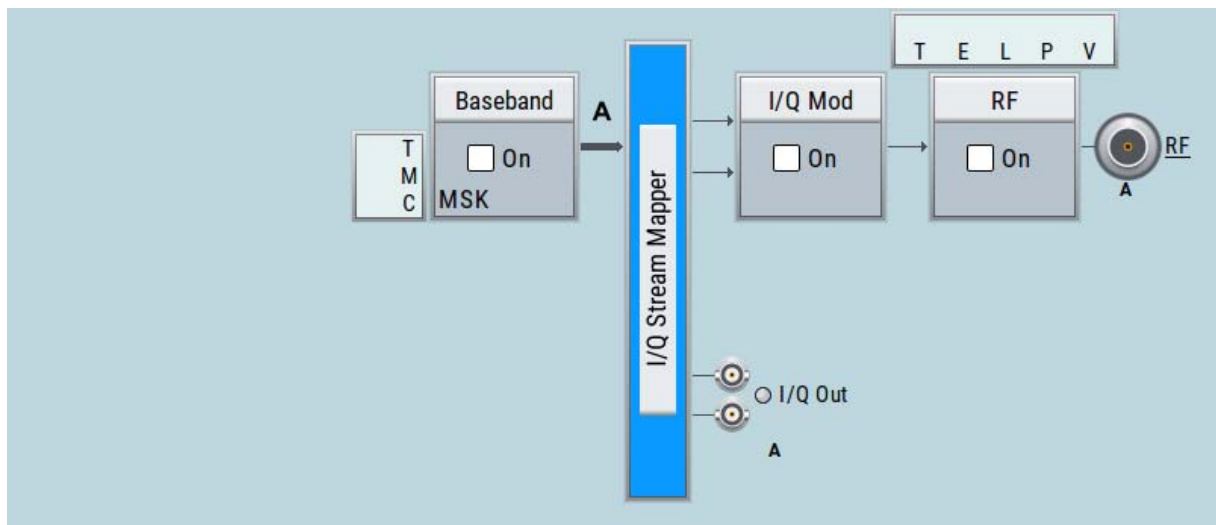 T E L P V
Baseband
A
I/Q Mod
RF
T
M
C
On
MSK
On
On
RF
A
I/Q Stream Mapper
I/Q Out
A